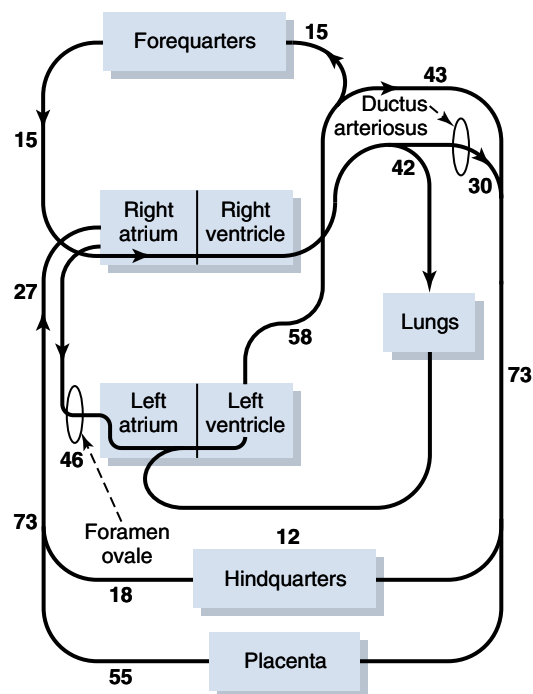 Forequarters
15
43
Ductus
arteriosus
15
42
30
Right
atrium
Right
ventricle
27
Lungs
58
73
Left
atrium
Left
ventricle
46
73
Foramen
ovale
12
Hindquarters
18
Placenta
55